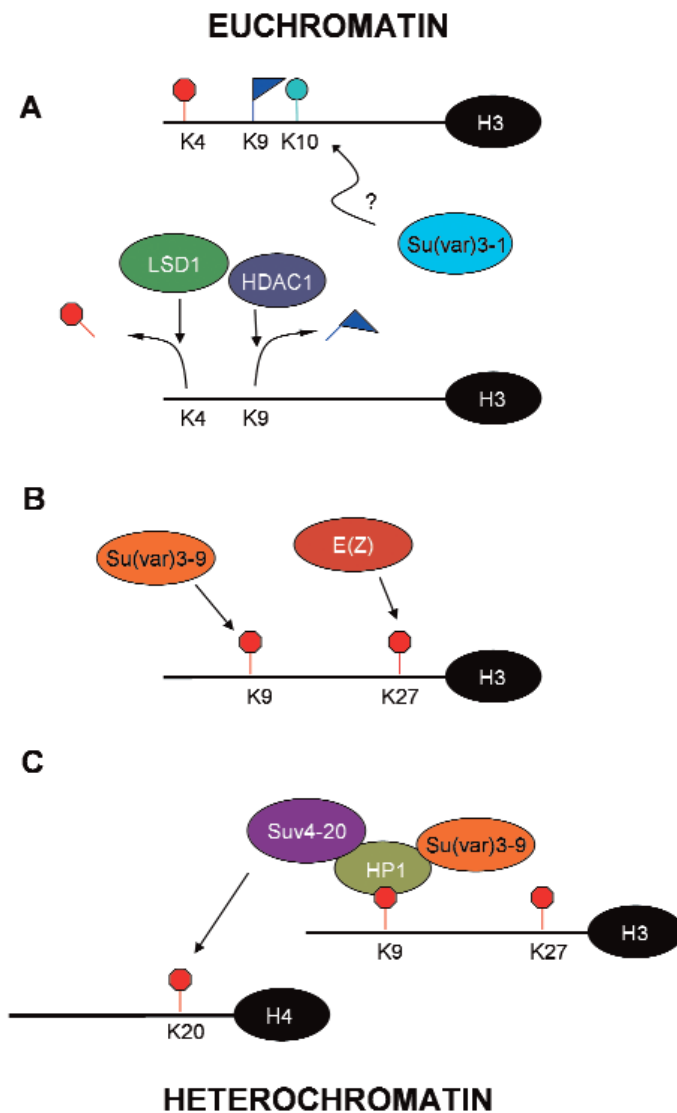 EUCHROMATIN
A
K4 K9 K10 H3
?
Su(var)3-1
LSD1
HDAC1
K4 K9 H3
B
Su(var)3-9 E(Z)
K9 K27 H3
C
Suv4-20
HP1 Su(var)3-9
K9 K27 H3
K20 H4
HETEROCHROMATIN